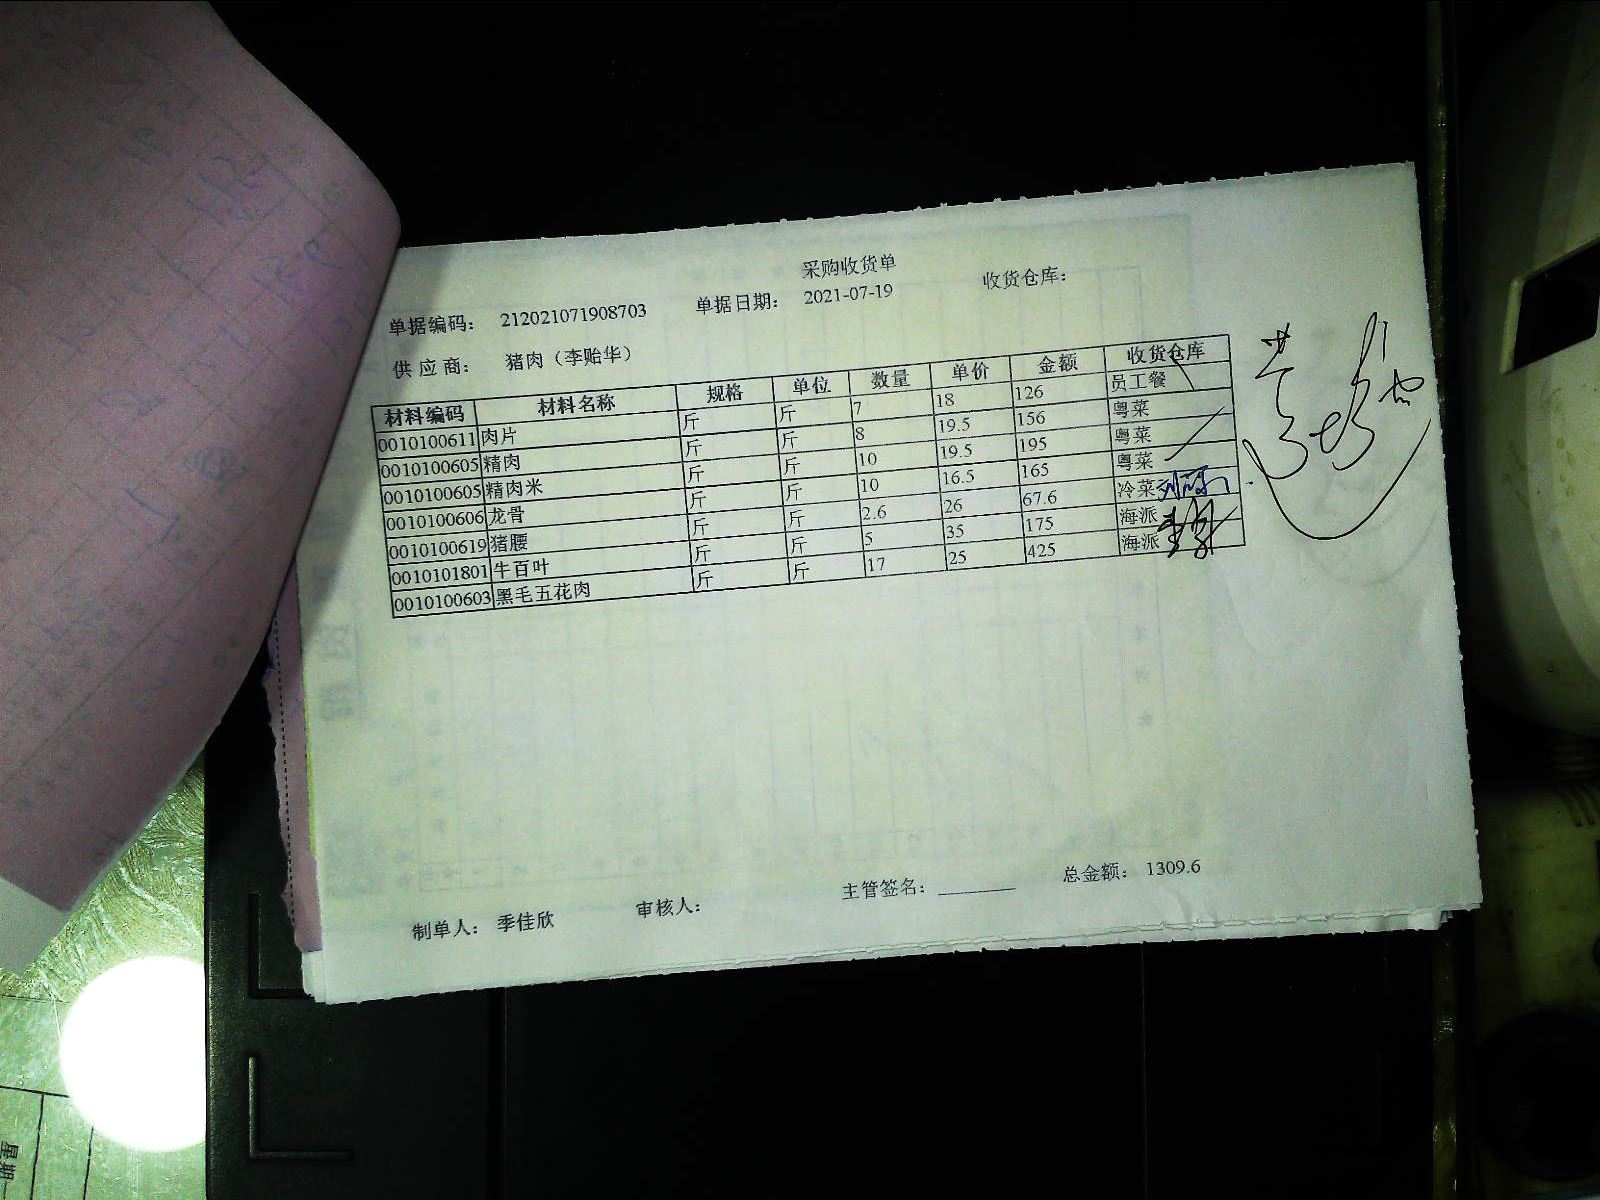 采购收货单
单据编码： 212021071908703 单据日期： 2021-07-19 收货仓库：
供应商： 猪肉（李贻华）
材料编码 材料名称 规格 单位 数量 单价 金额 收货仓库
0010100611 肉片 斤 斤 7 18 126 员工餐
0010100605 精肉 斤 斤 8 19.5 156 粤菜
0010100605 精肉米 斤 斤 10 19.5 195 粤菜
0010100606 龙骨 斤 斤 10 16.5 165 粤菜
0010100619 猪腰 斤 斤 2.6 26 67.6 冷菜
0010101801 牛百叶 斤 斤 5 35 175 海派
0010100603 黑毛五花肉 斤 斤 17 25 425 海派
制单人： 季佳欣 审核人： 主管签名： 总金额： 1309.6
星期一